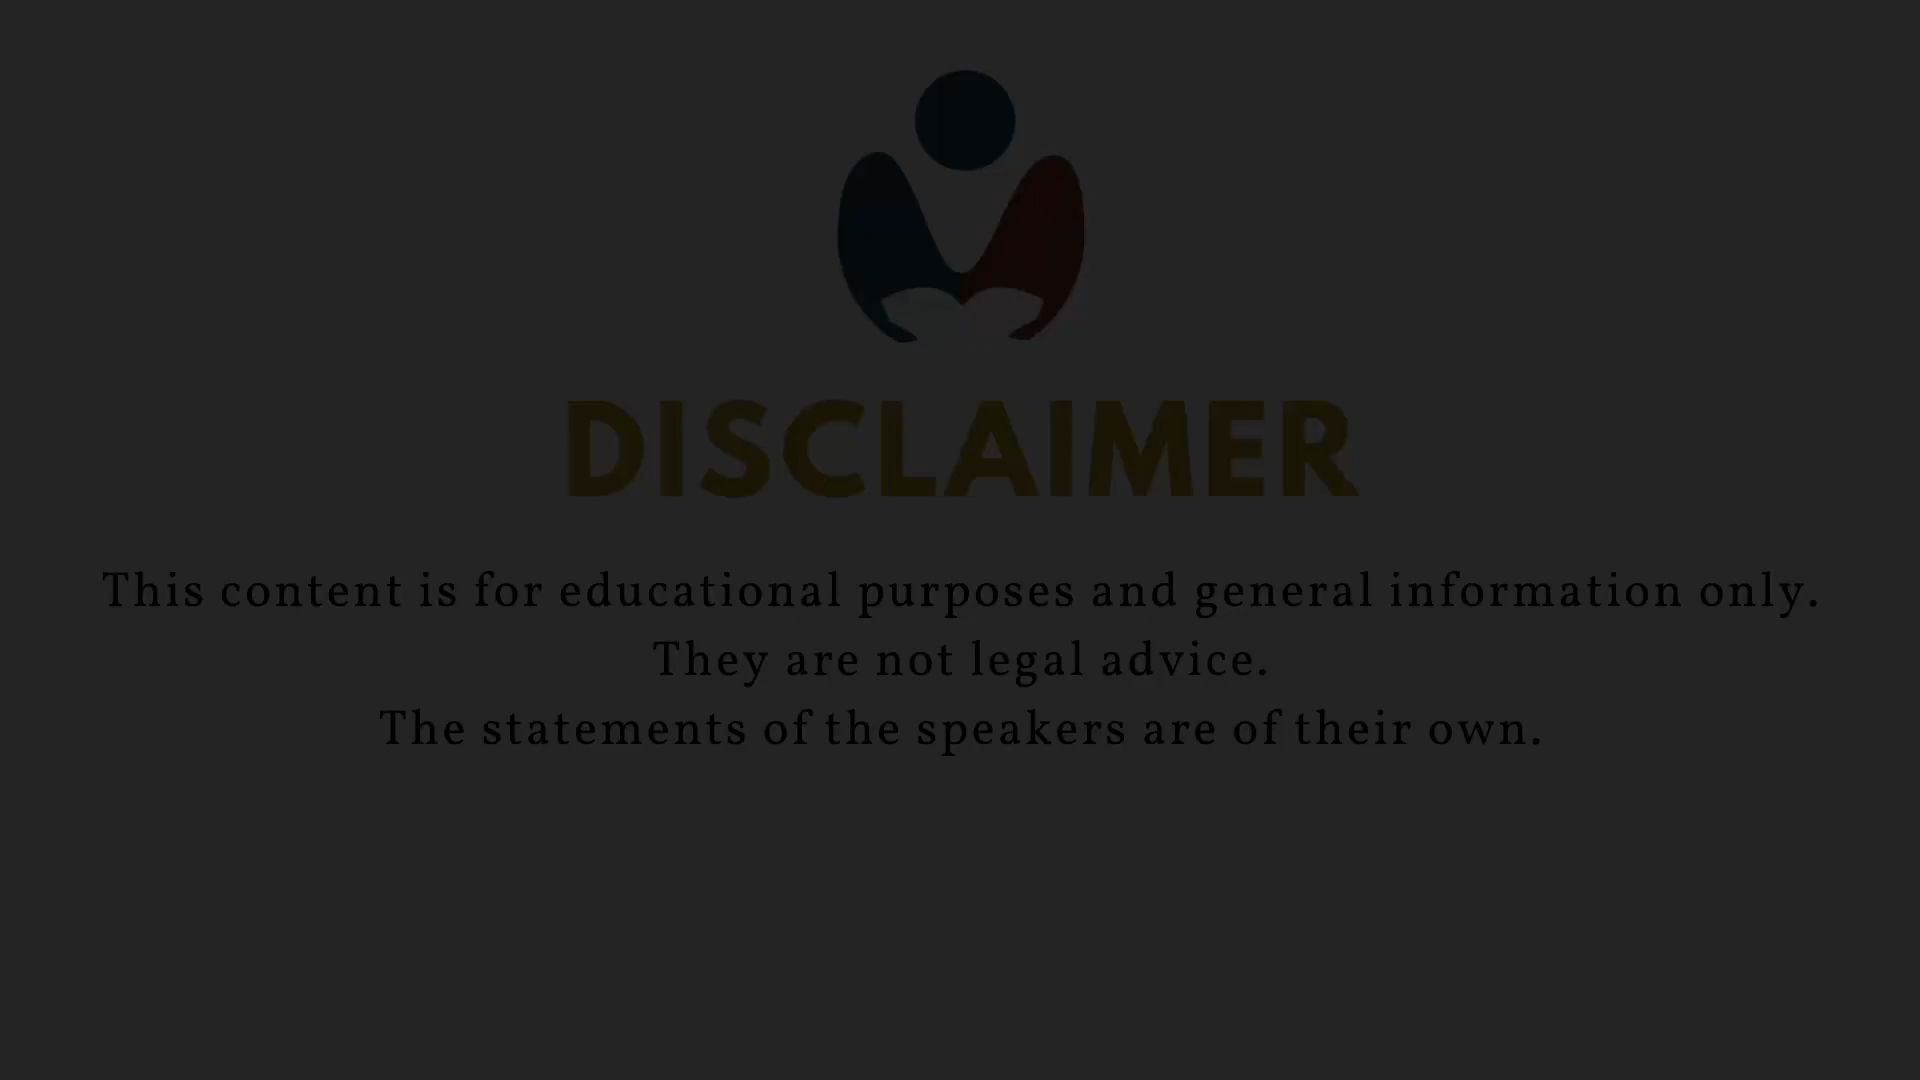 DISCLAIMER
This content is for educational purposes and general information only.
They are not legal advice.
The statements of the speakers are of their own.